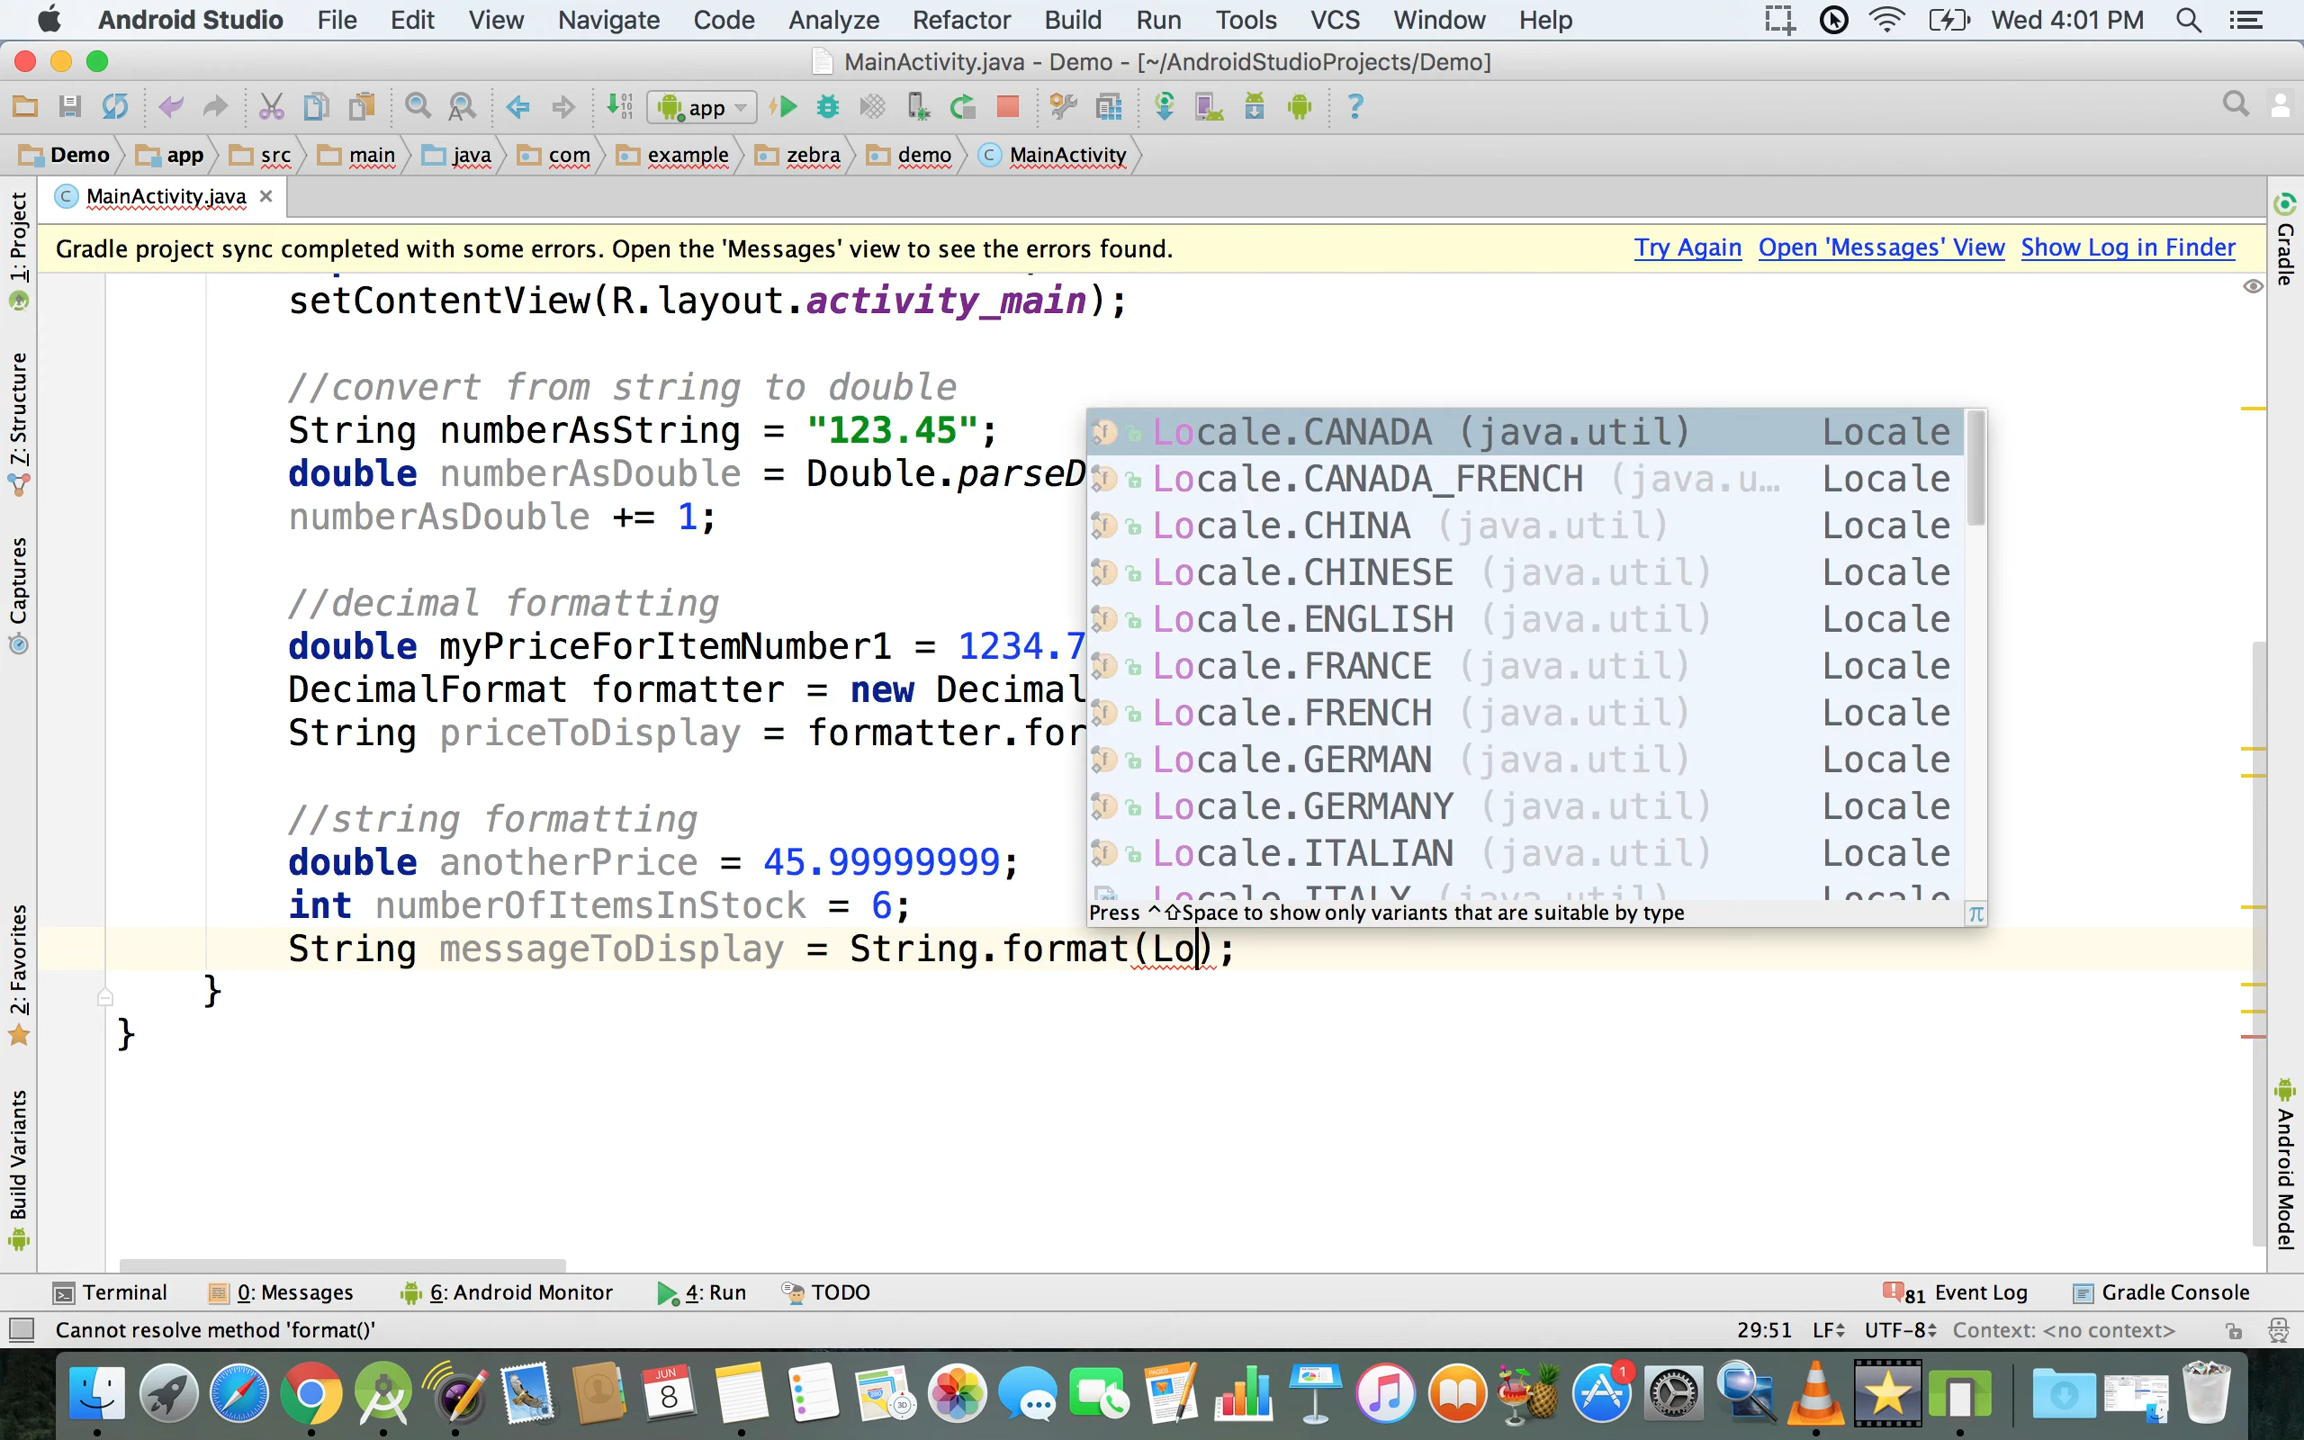 Android Studio File Edit View Navigate Code Analyze Refactor Build Run Tools VCS Window Help Wed 4:01 PM
MainActivity.java - Demo - [~/AndroidStudioProjects/Demo]
app
Demo app src main java com example zebra demo MainActivity
MainActivity.java
Gradle project sync completed with some errors. Open the 'Messages' view to see the errors found. Try Again Open 'Messages' View Show Log in Finder
setContentView(R.layout.activity_main);
//convert from string to double
String numberAsString = "123.45";
double numberAsDouble = Double.parseD
numberAsDouble += 1;
//decimal formatting
double myPriceForItemNumber1 = 1234.7
DecimalFormat formatter = new Decimal
String priceToDisplay = formatter.for
//string formatting
double anotherPrice = 45.99999999;
int numberOfItemsInStock = 6;
String messageToDisplay = String.format(Lo);
}
}
Locale.CANADA (java.util) Locale
Locale.CANADA_FRENCH (java.u… Locale
Locale.CHINA (java.util) Locale
Locale.CHINESE (java.util) Locale
Locale.ENGLISH (java.util) Locale
Locale.FRANCE (java.util) Locale
Locale.FRENCH (java.util) Locale
Locale.GERMAN (java.util) Locale
Locale.GERMANY (java.util) Locale
Locale.ITALIAN (java.util) Locale
Locale.ITALY (java.util) Locale
Press ^⇧Space to show only variants that are suitable by type π
1: Project
7: Structure
Captures
2: Favorites
Build Variants
Gradle
Android Model
Terminal 0: Messages 6: Android Monitor 4: Run TODO 81 Event Log Gradle Console
Cannot resolve method 'format()' 29:51 LF UTF-8 Context: <no context>
JUN
8
1